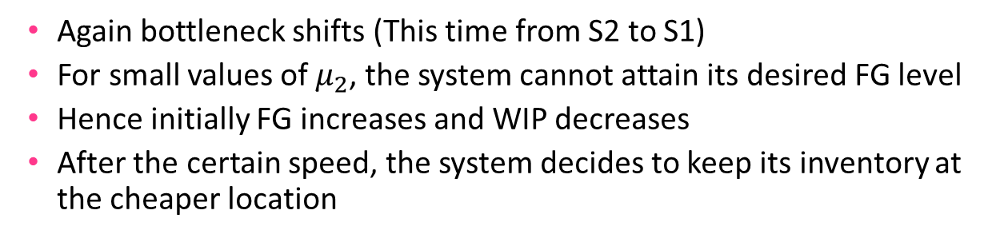 • Again bottleneck shifts (This time from S2 to S1)
• For small values of 𝜇₂, the system cannot attain its desired FG level
• Hence initially FG increases and WIP decreases
• After the certain speed, the system decides to keep its inventory at
the cheaper location